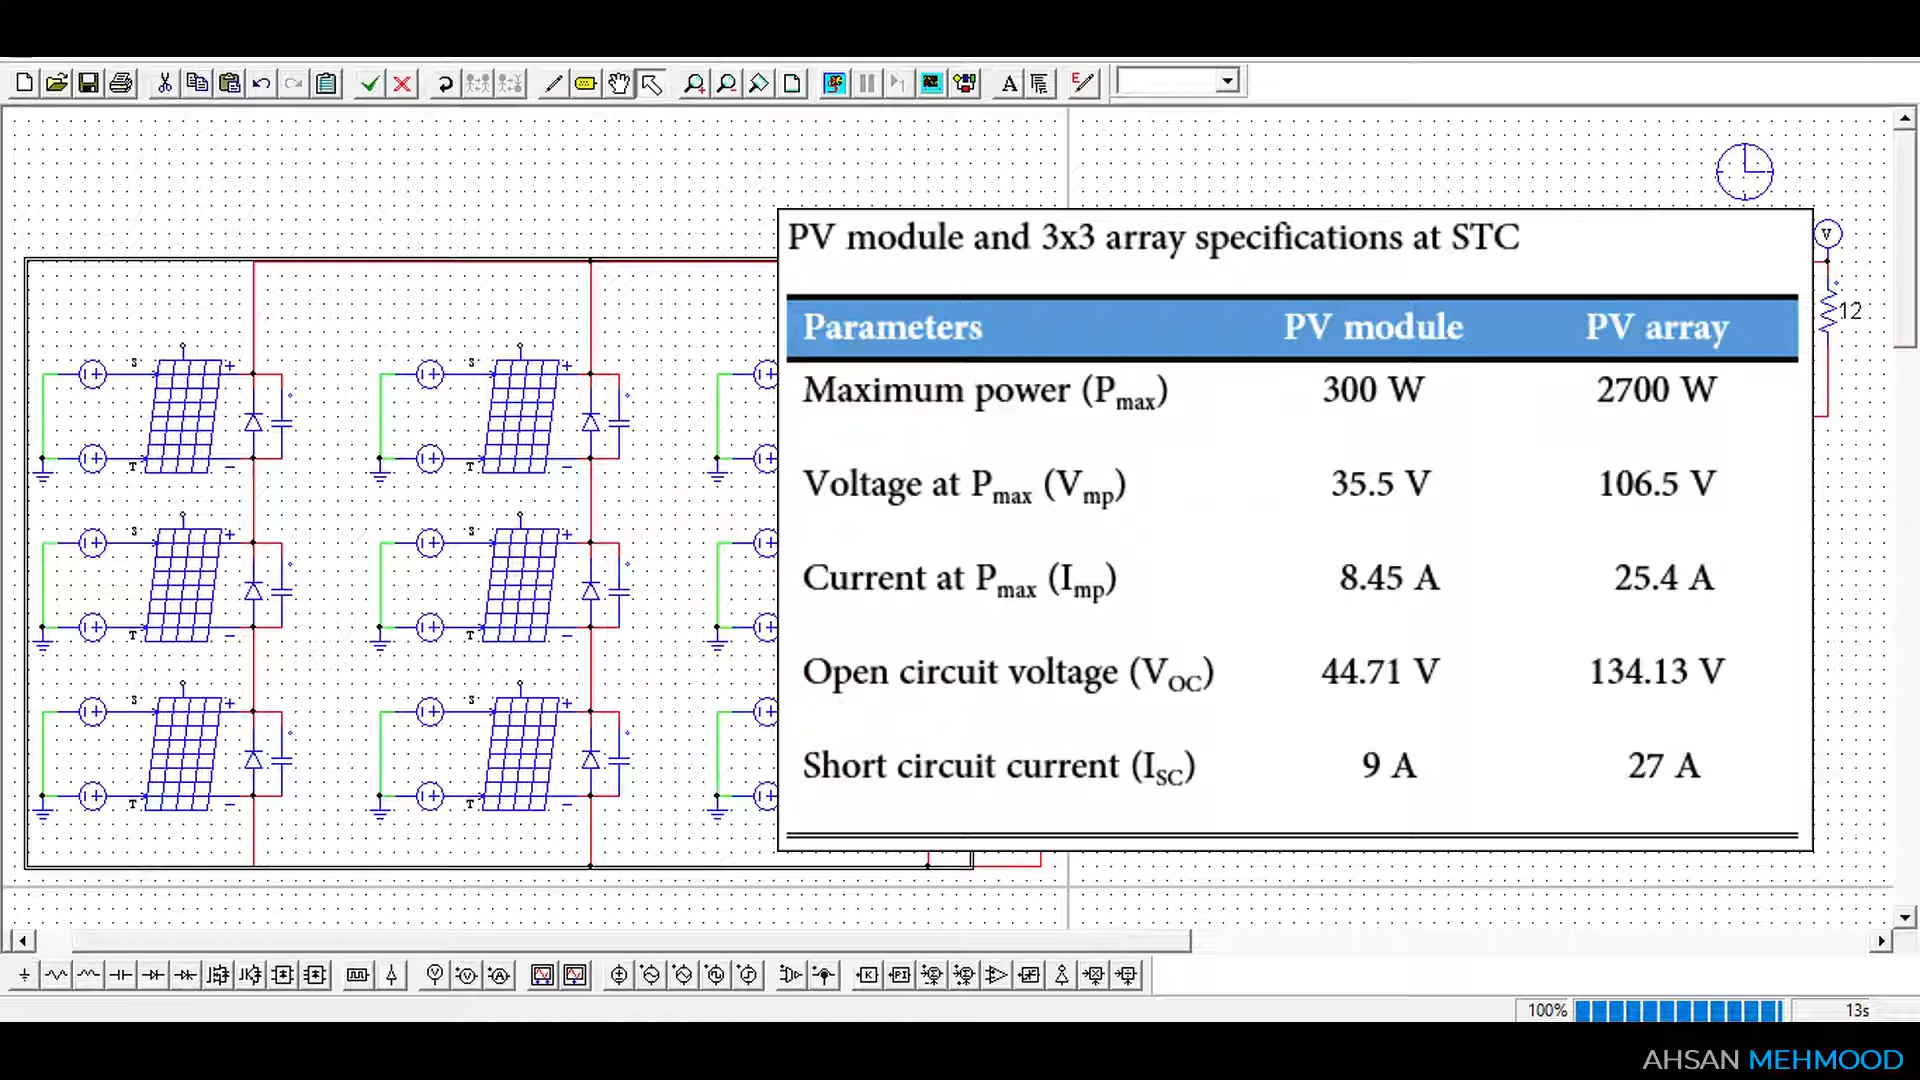 PV module and 3x3 array specifications at STC
Parameters PV module PV array
Maximum power (Pmax) 300 W 2700 W
Voltage at Pmax (Vmp) 35.5 V 106.5 V
Current at Pmax (Imp) 8.45 A 25.4 A
Open circuit voltage (VOC) 44.71 V 134.13 V
Short circuit current (ISC) 9 A 27 A
V
12
S
T
S
T
S
T
S
T
S
T
S
T
100% 13s
AHSAN MEHMOOD